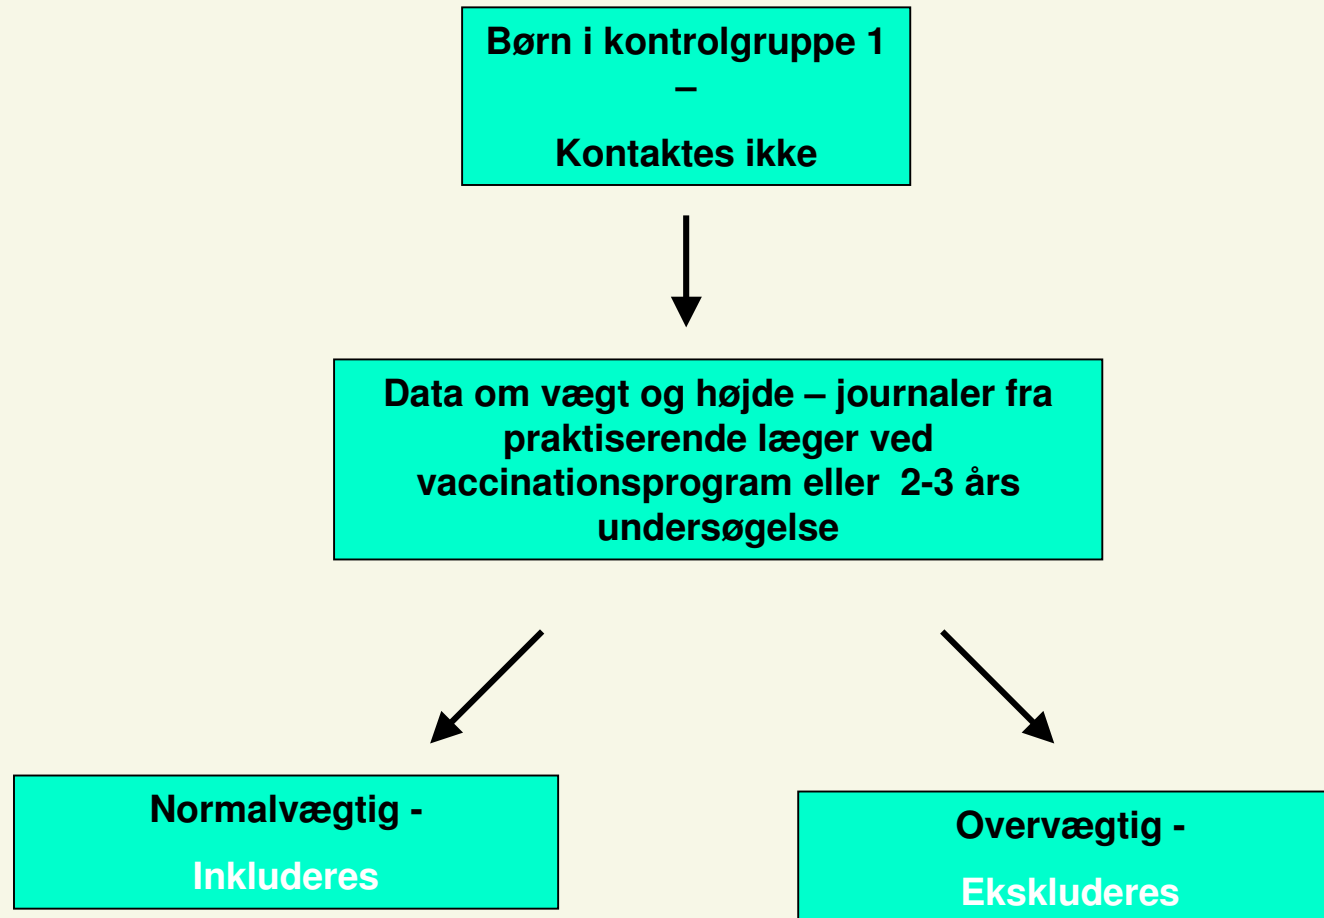 Børn i kontrolgruppe 1
–
Kontaktes ikke
Data om vægt og højde – journaler fra
praktiserende læger ved
vaccinationsprogram eller 2-3 års
undersøgelse
Normalvægtig -
Inkluderes
Overvægtig -
Ekskluderes